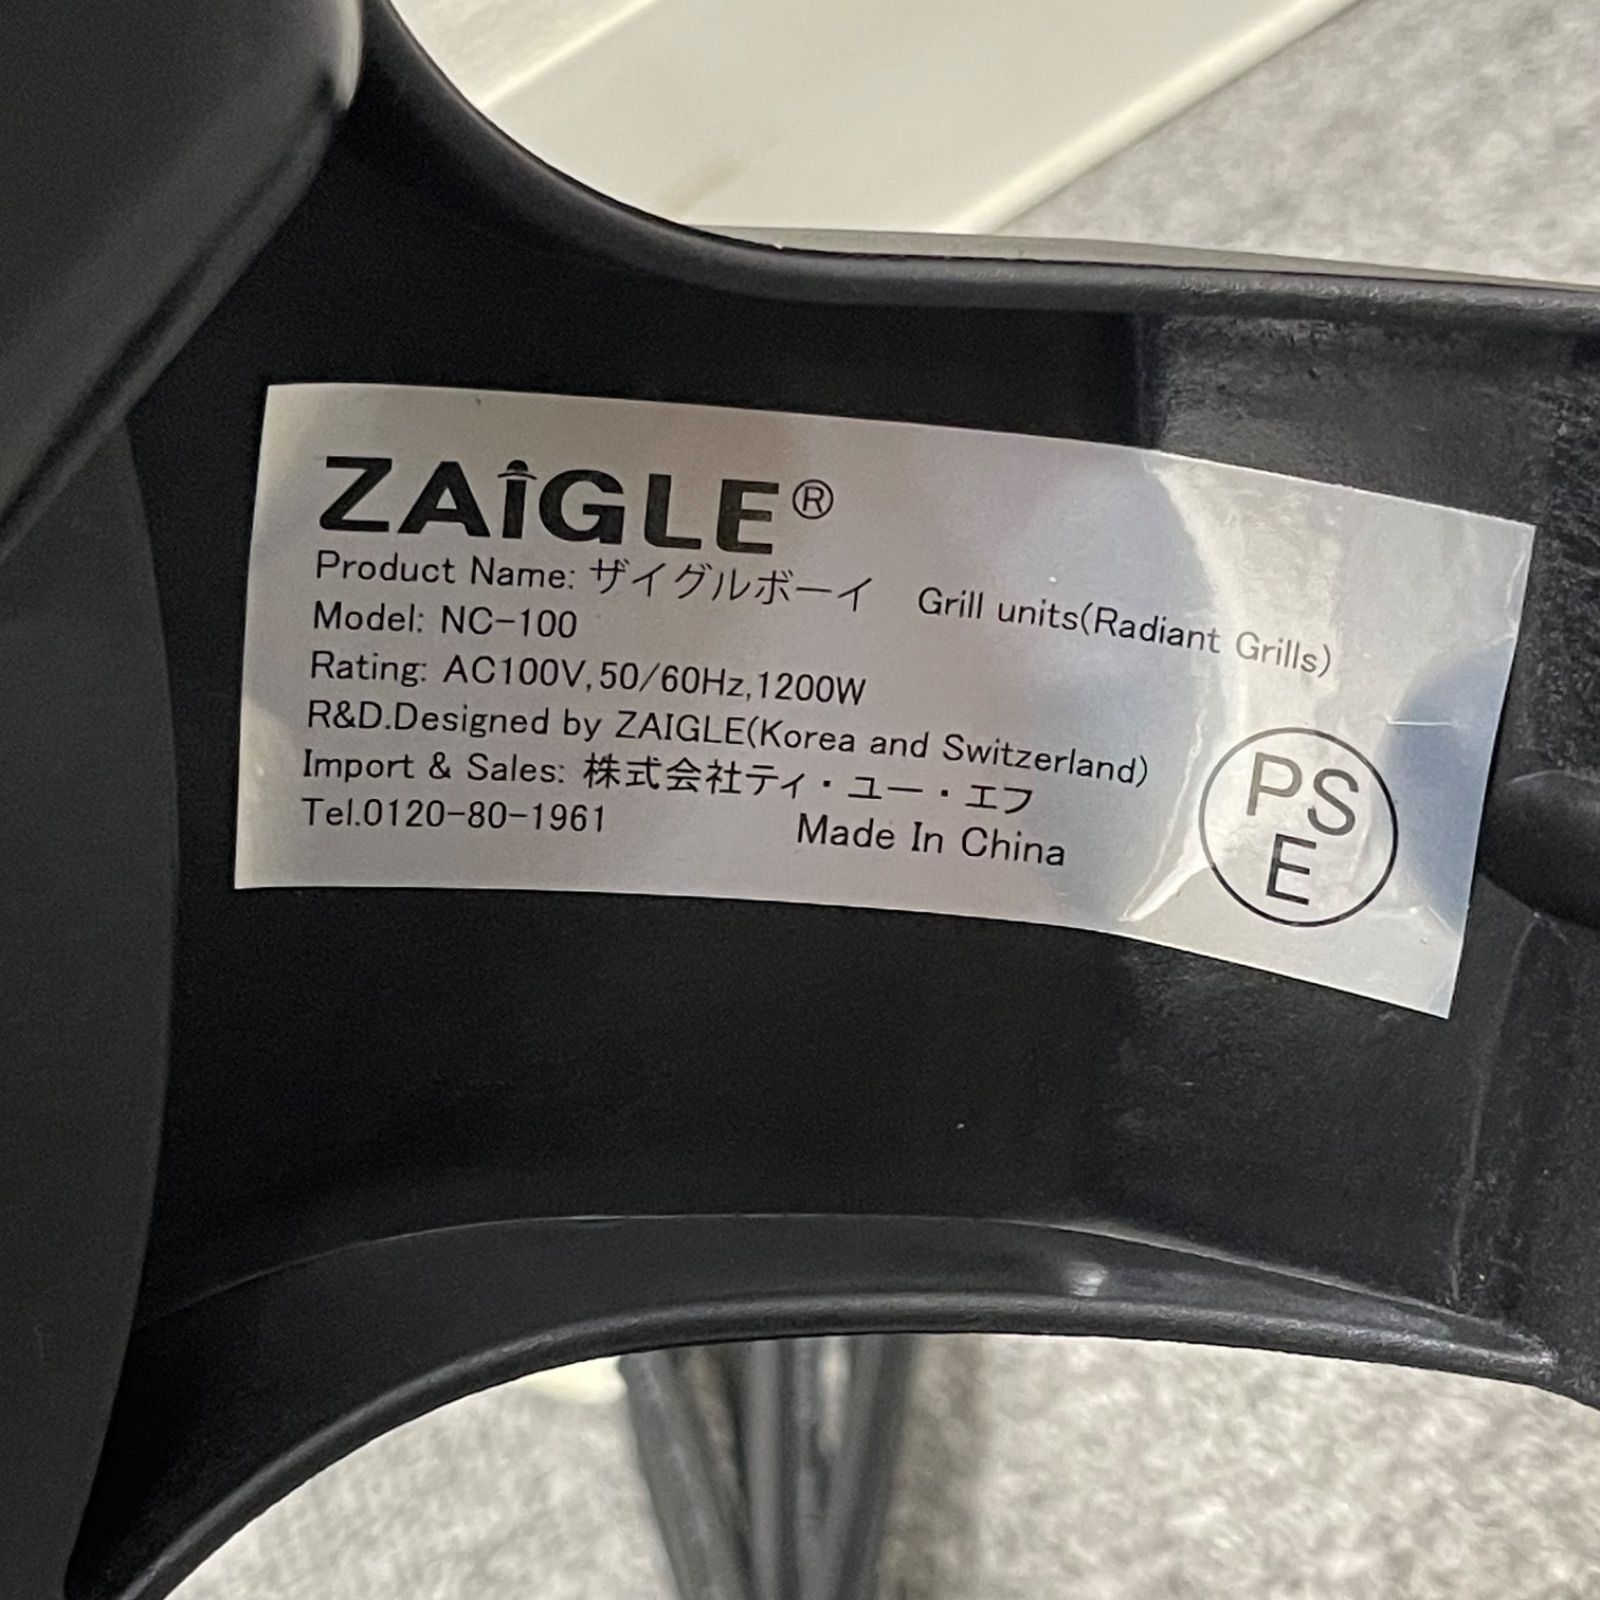 ZAiGLE®
Product Name: ザイグルボーイ Grill units(Radiant Grills)
Model: NC-100
Rating: AC100V,50/60Hz,1200W
R&D.Designed by ZAIGLE(Korea and Switzerland)
Import & Sales: 株式会社ティ・ユー・エフ
Tel.0120-80-1961 Made In China
PS
E